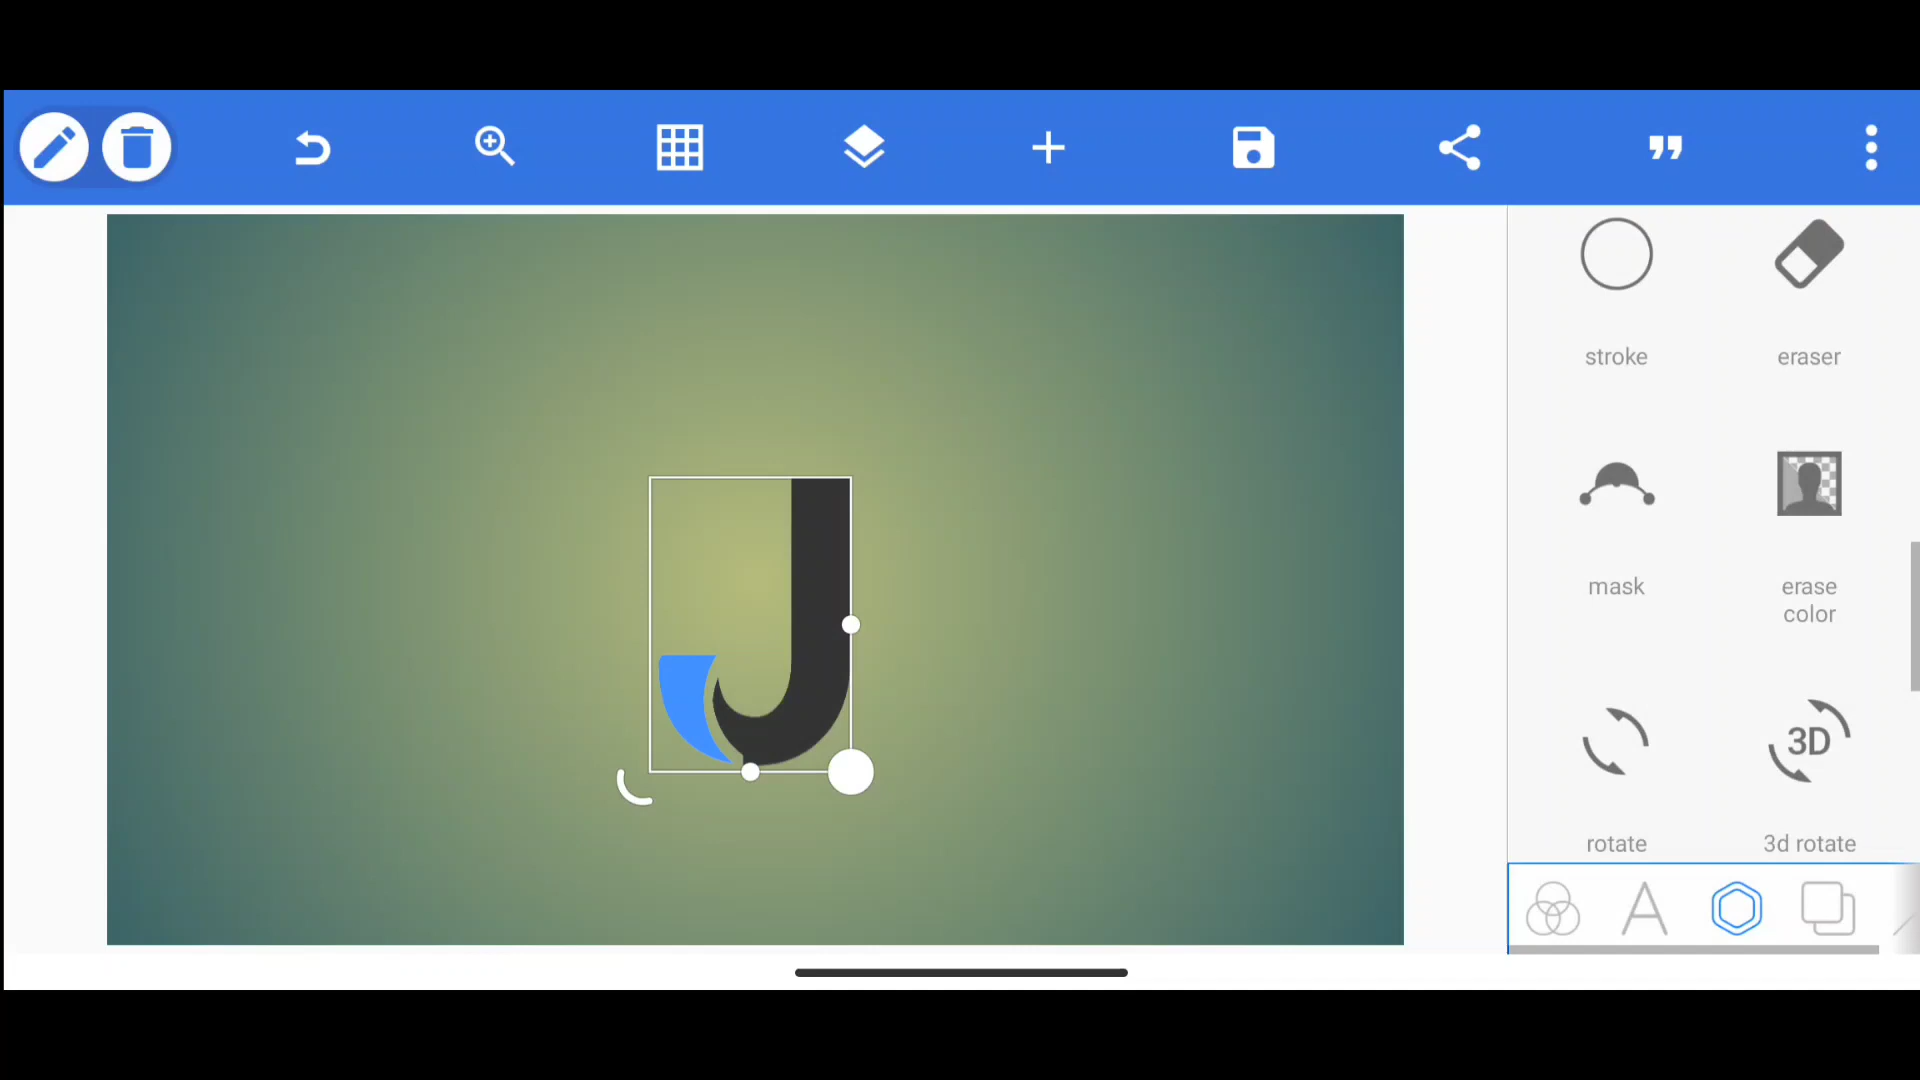 J
stroke
eraser
mask
erase
color
3D
rotate
3d rotate
A